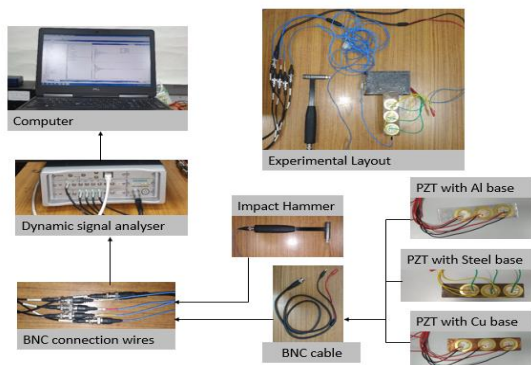 Computer
Experimental Layout
Dynamic signal analyser
Impact Hammer
PZT with Al base
PZT with Steel base
BNC connection wires
BNC cable
PZT with Cu base